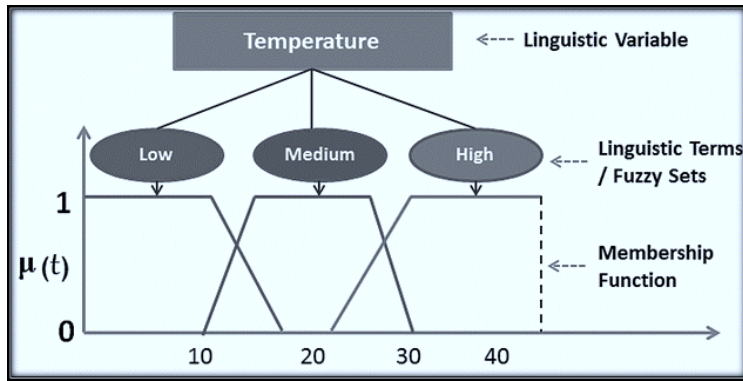 Temperature
Linguistic Variable
Low
Medium
High
Linguistic Terms
/ Fuzzy Sets
1
μ (t)
Membership
Function
0
10
20
30
40